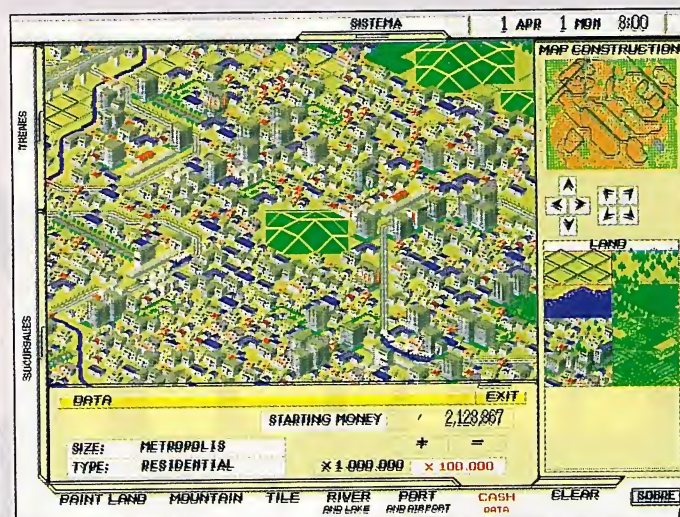 SISTEMA
1 APR 1 MON 8:00
MAP CONSTRUCTION
TRENES
SUCURSALES
LAND
DATA
EXIT
STARTING MONEY
2,128,867
+ =
SIZE: METROPOLIS
TYPE: RESIDENTIAL
× 1.000.000 × 100.000
PAINT LAND MOUNTAIN TILE RIVER AND LAKE PORT AND AIRPORT CASH DATA CLEAR SOBRE